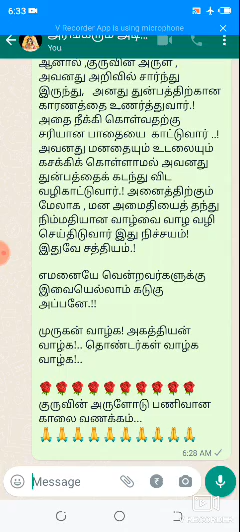 6:33
V Recorder App is using microphone
You
ஆனால் ,குருவின் அருள் ,
அவனது அறிவில் சார்ந்து
இருந்து, அனது துன்பத்திற்கான
காரணத்தை உணர்த்துவார்.!
அதை நீக்கி கொள்வதற்கு
சரியான பாதையை காட்டுவார் ..!
அவனது மனதையும் உடலையும்
கசக்கிக் கொள்ளாமல் அவனது
துன்பத்தைக் கடந்து விட
வழிகாட்டுவார்.! அனைத்திற்கும்
மேலாக , மன அமைதியைத் தந்து
நிம்மதியான வாழ்வை வாழ வழி
செய்திடுவார் இது நிச்சயம்!
இதுவே சத்தியம்.!
எமனையே வென்றவர்களுக்கு
இவையெல்லாம் கடுகு
அப்பனே.!!
முருகன் வாழ்க! அகத்தியன்
வாழ்க!.. தொண்டர்கள் வாழ்க
வாழ்க!..
🌹🌹🌹🌹🌹🌹🌹🌹🌹🌹
குருவின் அருளோடு பணிவான
காலை வணக்கம்...
🙏🙏🙏🙏🙏🙏🙏🙏🙏🙏
6:28 AM
Message